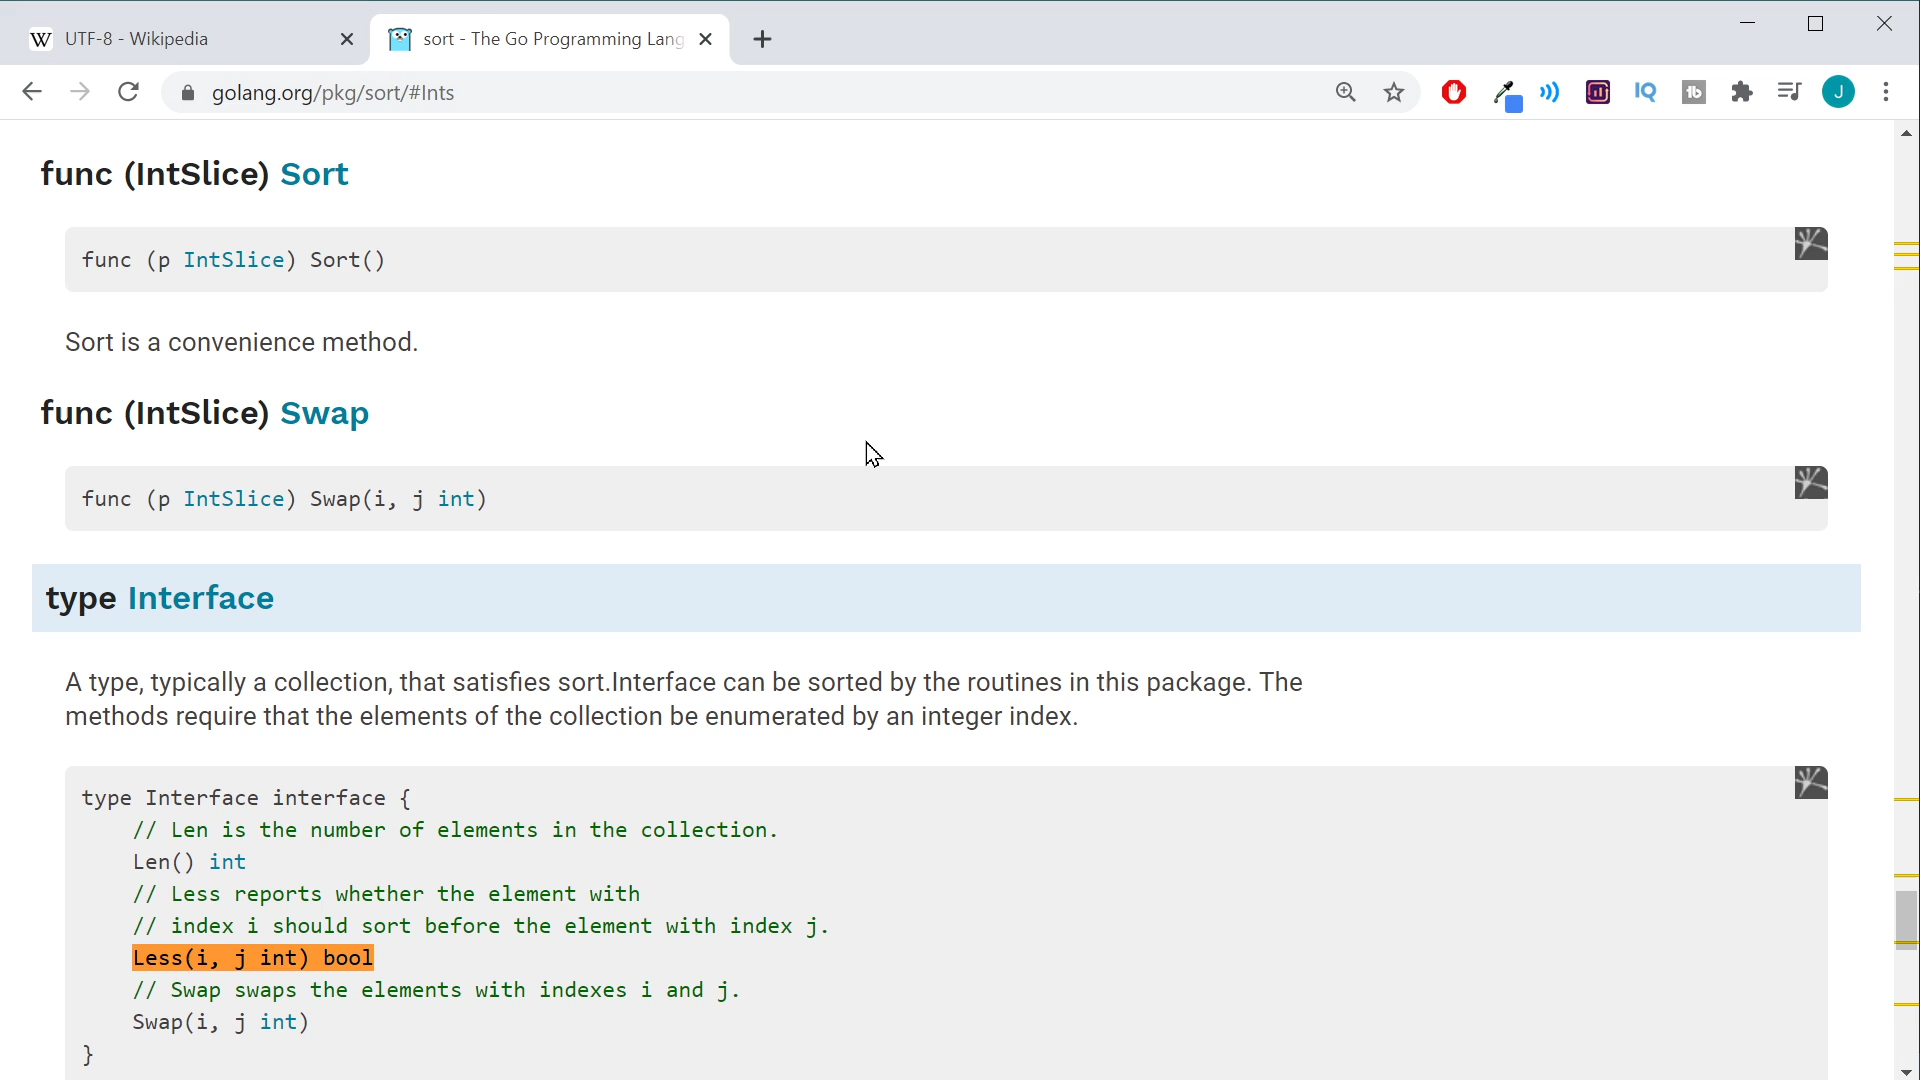 W UTF-8 - Wikipedia
sort - The Go Programming Lang
golang.org/pkg/sort/#Ints
IQ
tb
J
func (IntSlice) Sort
func (p IntSlice) Sort()
Sort is a convenience method.
func (IntSlice) Swap
func (p IntSlice) Swap(i, j int)
type Interface
A type, typically a collection, that satisfies sort.Interface can be sorted by the routines in this package. The
methods require that the elements of the collection be enumerated by an integer index.
type Interface interface {
// Len is the number of elements in the collection.
Len() int
// Less reports whether the element with
// index i should sort before the element with index j.
Less(i, j int) bool
// Swap swaps the elements with indexes i and j.
Swap(i, j int)
}